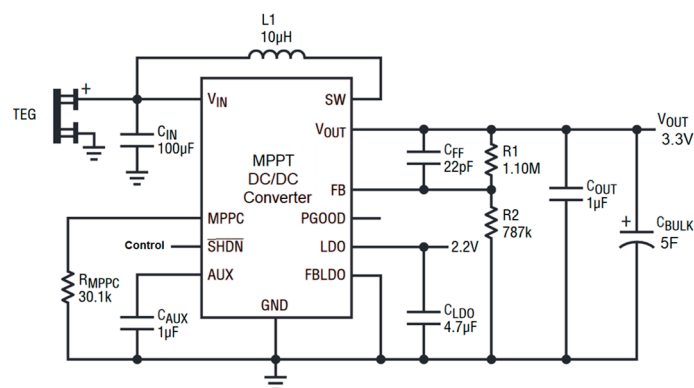 L1
10µH
+
TEG
VIN
SW
VOUT
VOUT
3.3V
CIN
100µF
MPPT
DC/DC
Converter
CFF
22pF
R1
1.10M
FB
COUT
1µF
MPPC
PGOOD
R2
787k
+
CBULK
5F
Control
SHDN
LDO
2.2V
RMPPC
30.1k
AUX
FBLDO
CAUX
1µF
GND
CLDO
4.7µF